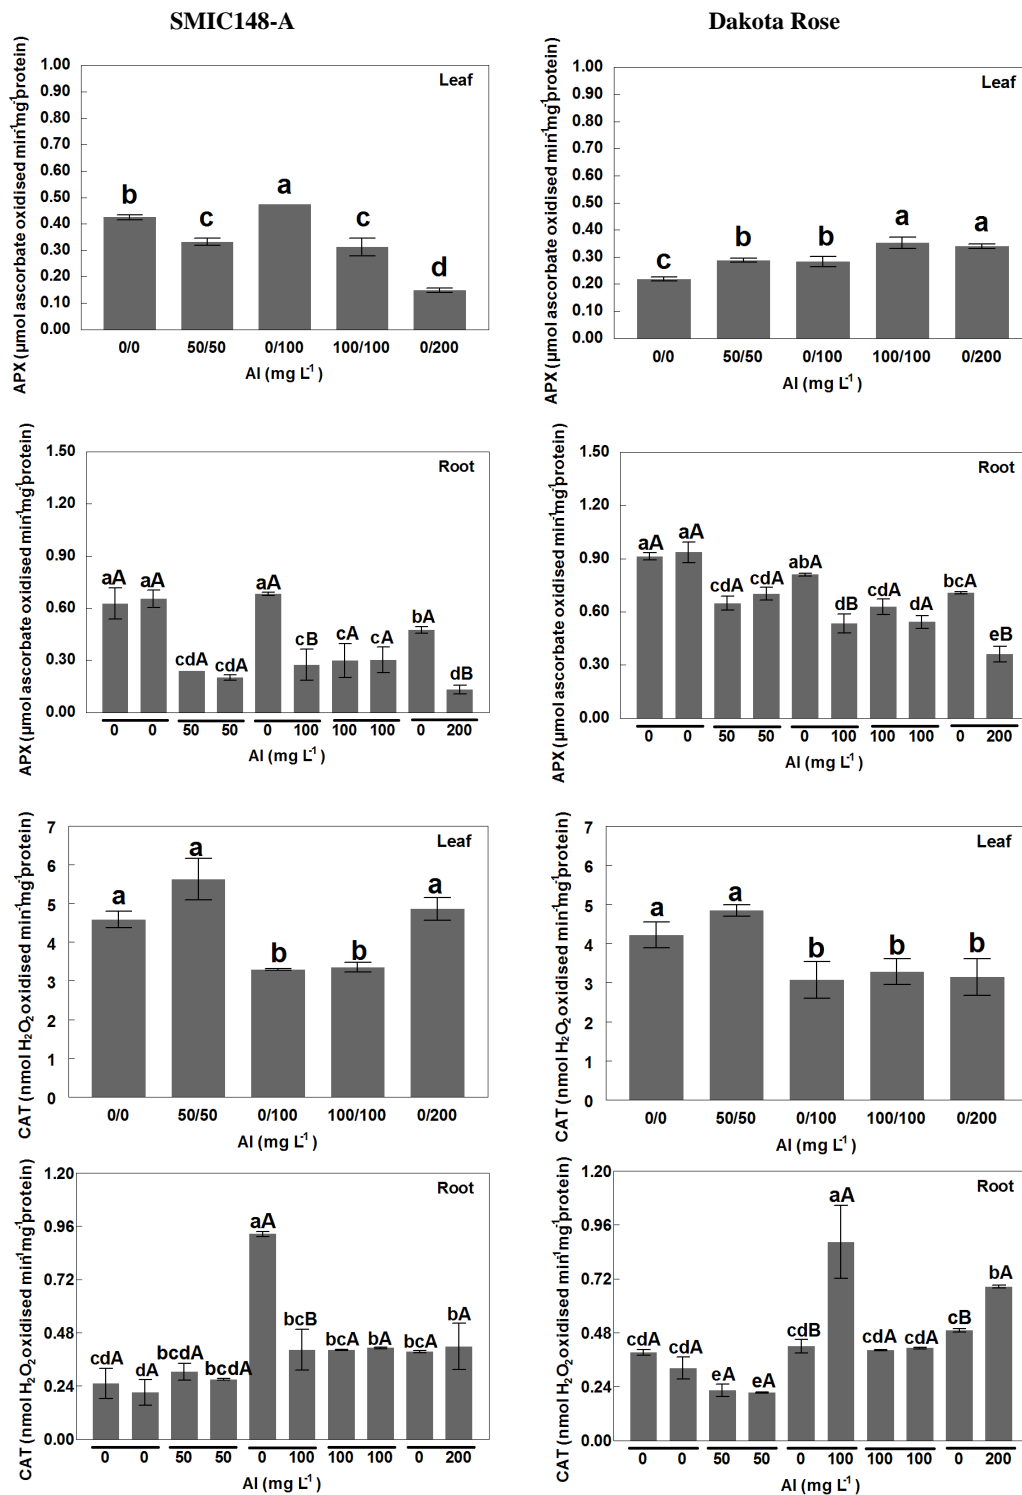 SMIC148-A
Dakota Rose
APX (µmol ascorbate oxidised min-1mg-1protein)
1.00
0.90
0.80
0.70
0.60
0.50
0.40
0.30
0.20
0.10
0.00
Leaf
b
c
a
c
d
0/0 50/50 0/100 100/100 0/200
Al (mg L-1)
APX (µmol ascorbate oxidised min-1mg-1protein)
1.00
0.90
0.80
0.70
0.60
0.50
0.40
0.30
0.20
0.10
0.00
Leaf
c
b
b
a
a
0/0 50/50 0/100 100/100 0/200
Al (mg L-1)
APX (µmol ascorbate oxidised min-1mg-1protein)
1.50
1.20
0.90
0.60
0.30
0.00
Root
aA aA cdA cdA aA cB cA cA bA dB
0 0 50 50 0 100 100 100 0 200
Al (mg L-1)
APX (µmol ascorbate oxidised min-1mg-1protein)
1.50
1.20
0.90
0.60
0.30
0.00
Root
aA aA cdA cdA abA dB cdA dA bcA eB
0 0 50 50 0 100 100 100 0 200
Al (mg L-1)
CAT (nmol H₂O₂ oxidised min-1mg-1protein)
7
6
5
4
3
2
1
0
Leaf
a
a
b
b
a
0/0 50/50 0/100 100/100 0/200
Al (mg L-1)
CAT (nmol H₂O₂ oxidised min-1mg-1protein)
7
6
5
4
3
2
1
0
Leaf
a
a
b
b
b
0/0 50/50 0/100 100/100 0/200
Al (mg L-1)
CAT (nmol H₂O₂ oxidised min-1mg-1protein)
1.20
0.96
0.72
0.48
0.24
0.00
Root
cdA dA bcdA bcdA aA bcB bcA bA bcA bA
0 0 50 50 0 100 100 100 0 200
Al (mg L-1)
CAT (nmol H₂O₂ oxidised min-1mg-1protein)
1.20
0.96
0.72
0.48
0.24
0.00
Root
cdA cdA eA eA cdB aA cdA cdA cB bA
0 0 50 50 0 100 100 100 0 200
Al (mg L-1)